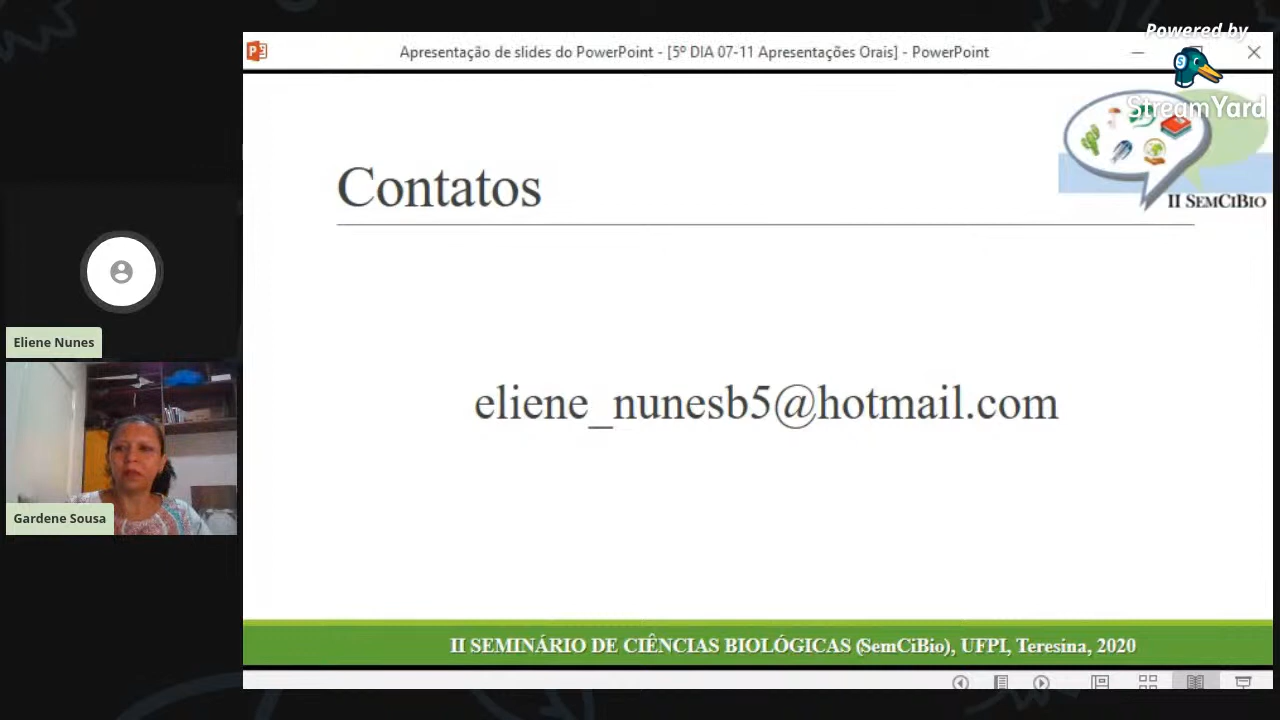 Powered by
StreamYard
Apresentação de slides do PowerPoint - [5º DIA 07-11 Apresentações Orais] - PowerPoint
II SEMCIBIO
Contatos
eliene_nunesb5@hotmail.com
Eliene Nunes
Gardene Sousa
II SEMINÁRIO DE CIÊNCIAS BIOLÓGICAS (SemCiBio), UFPI, Teresina, 2020